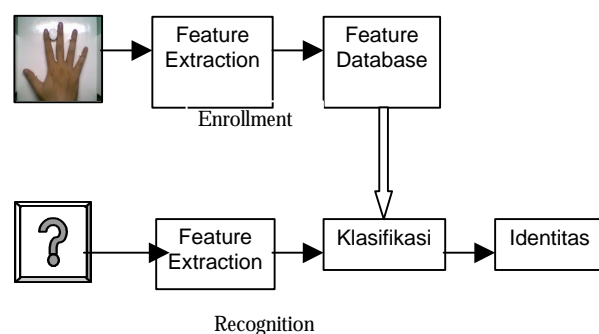 Feature
Extraction
Feature
Database
Enrollment
?
Feature
Extraction
Klasifikasi
Identitas
Recognition